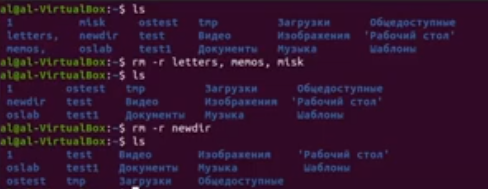 al@al-VirtualBox:~$ ls
1 misk ostest tmp Загрузки Общедоступные
letters, newdir test Видео Изображения 'Рабочий стол'
memos, oslab test1 Документы Музыка Шаблоны
al@al-VirtualBox:~$ rm -r letters, memos, misk
al@al-VirtualBox:~$ ls
1 ostest tmp Загрузки Общедоступные
newdir test Видео Изображения 'Рабочий стол'
oslab test1 Документы Музыка Шаблоны
al@al-VirtualBox:~$ rm -r newdir
al@al-VirtualBox:~$ ls
1 test Видео Изображения 'Рабочий стол'
oslab test1 Документы Музыка Шаблоны
ostest tmp Загрузки Общедоступные